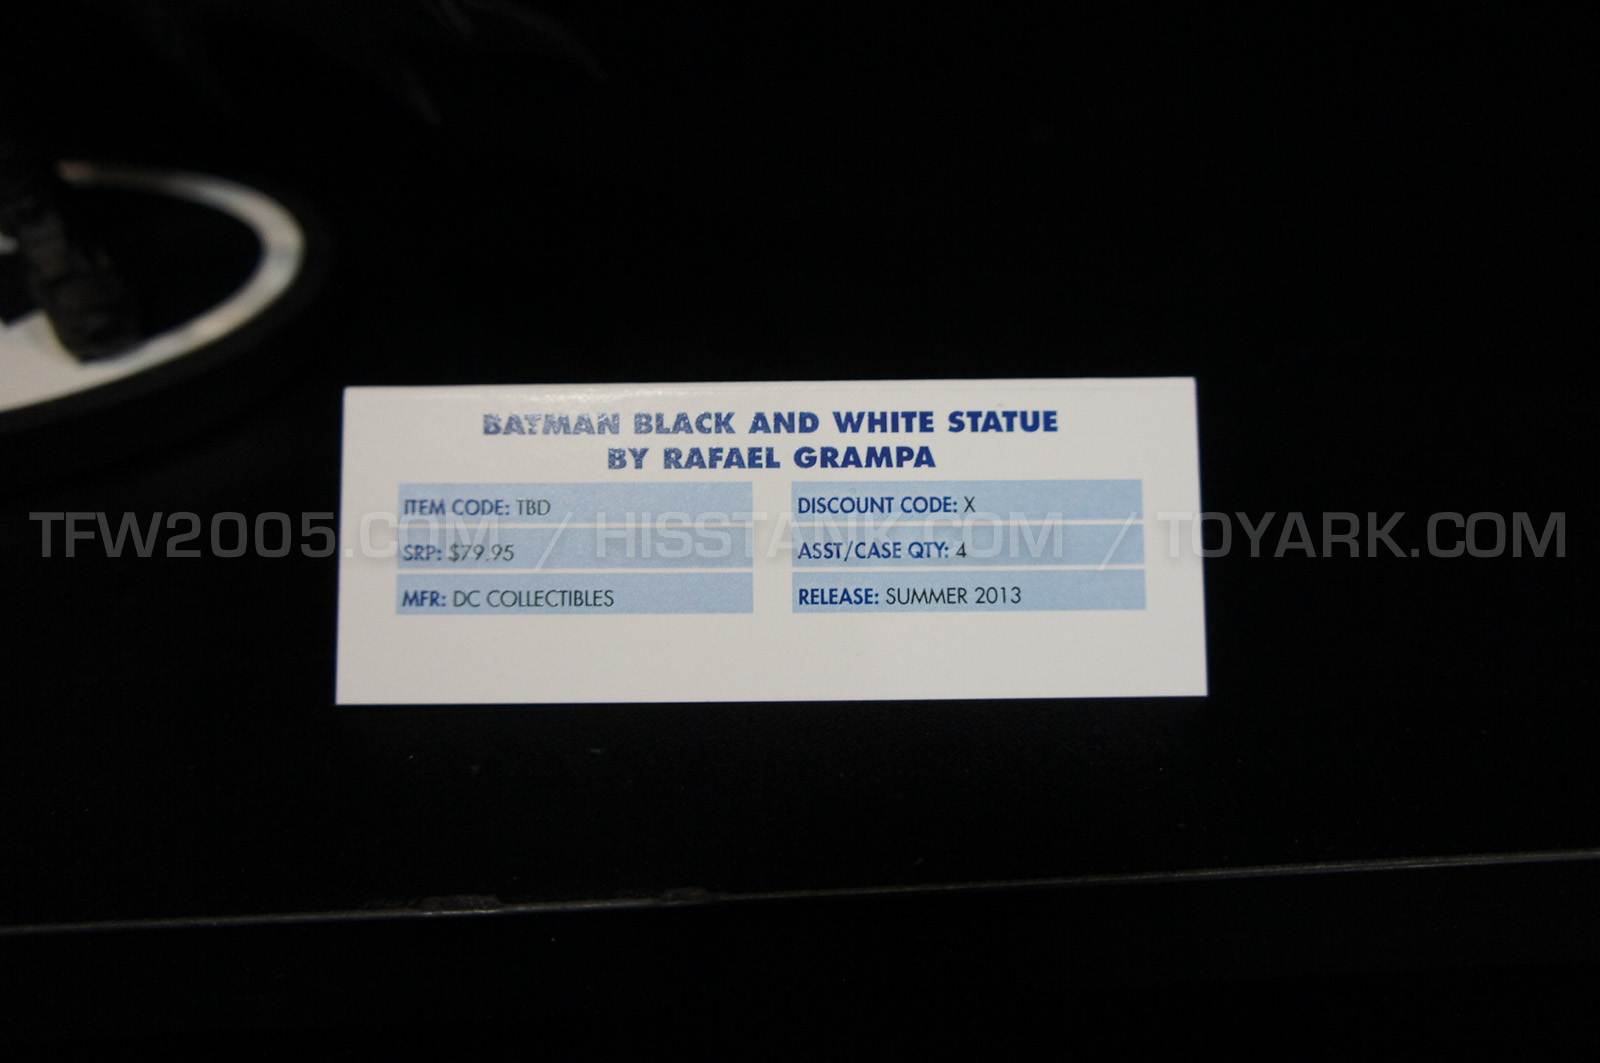 BATMAN BLACK AND WHITE STATUE
BY RAFAEL GRAMPA
ITEM CODE: TBD
DISCOUNT CODE: X
TFW2005.COM / HISSTANK.COM / TOYARK.COM
SRP: $79.95
ASST/CASE QTY: 4
MFR: DC COLLECTIBLES
RELEASE: SUMMER 2013